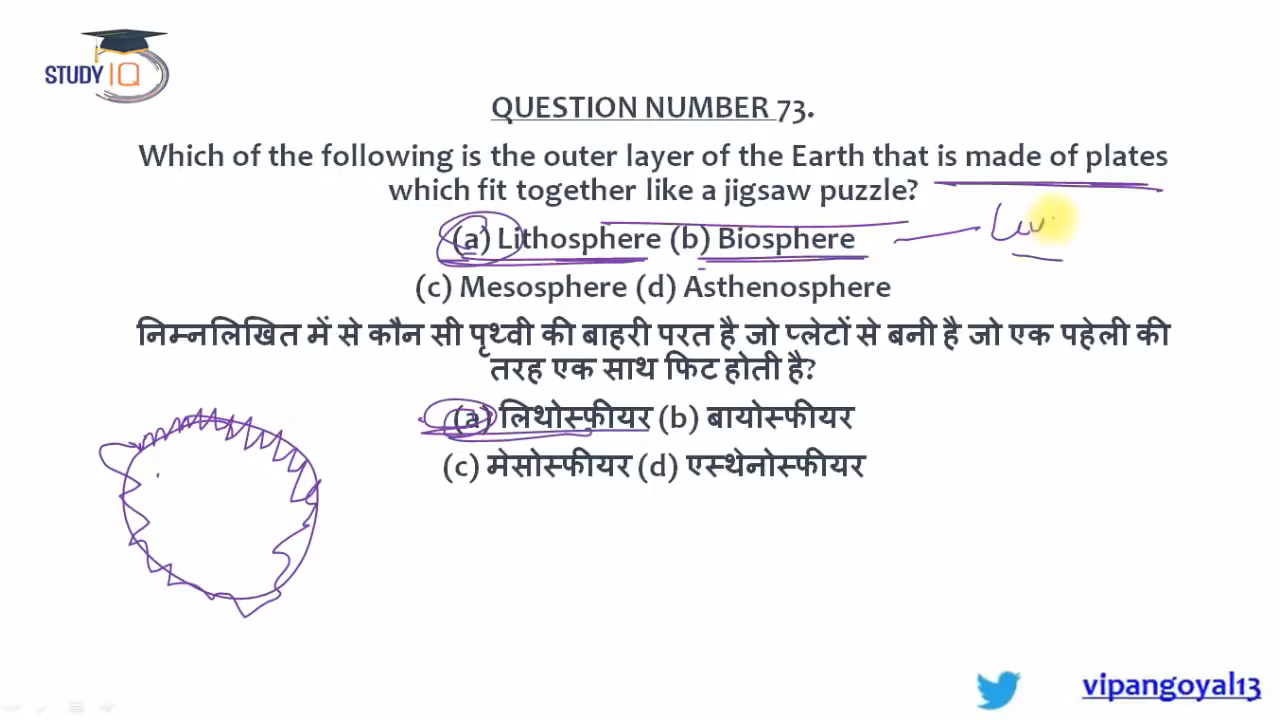 STUDY IQ
QUESTION NUMBER 73.
Which of the following is the outer layer of the Earth that is made of plates
which fit together like a jigsaw puzzle?
(a) Lithosphere (b) Biosphere
(c) Mesosphere (d) Asthenosphere
निम्नलिखित में से कौन सी पृथ्वी की बाहरी परत है जो प्लेटों से बनी है जो एक पहेली की
तरह एक साथ फिट होती है?
(a) लिथोस्फीयर (b) बायोस्फीयर
(c) मेसोस्फीयर (d) एस्थेनोस्फीयर
vipangoyal13